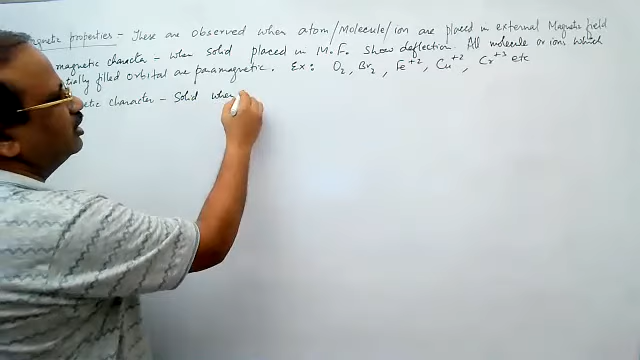 agnetic properties - These are observed when atom/Molecule/ion are placed in external Magnetic field
magnetic character - when solid placed in M.F. show deflection. All molecule or ions which
tially filled orbital are paramagnetic. Ex: O2, Br2, Fe+2, Cu+2, Cr+3 etc
etic character - Solid when